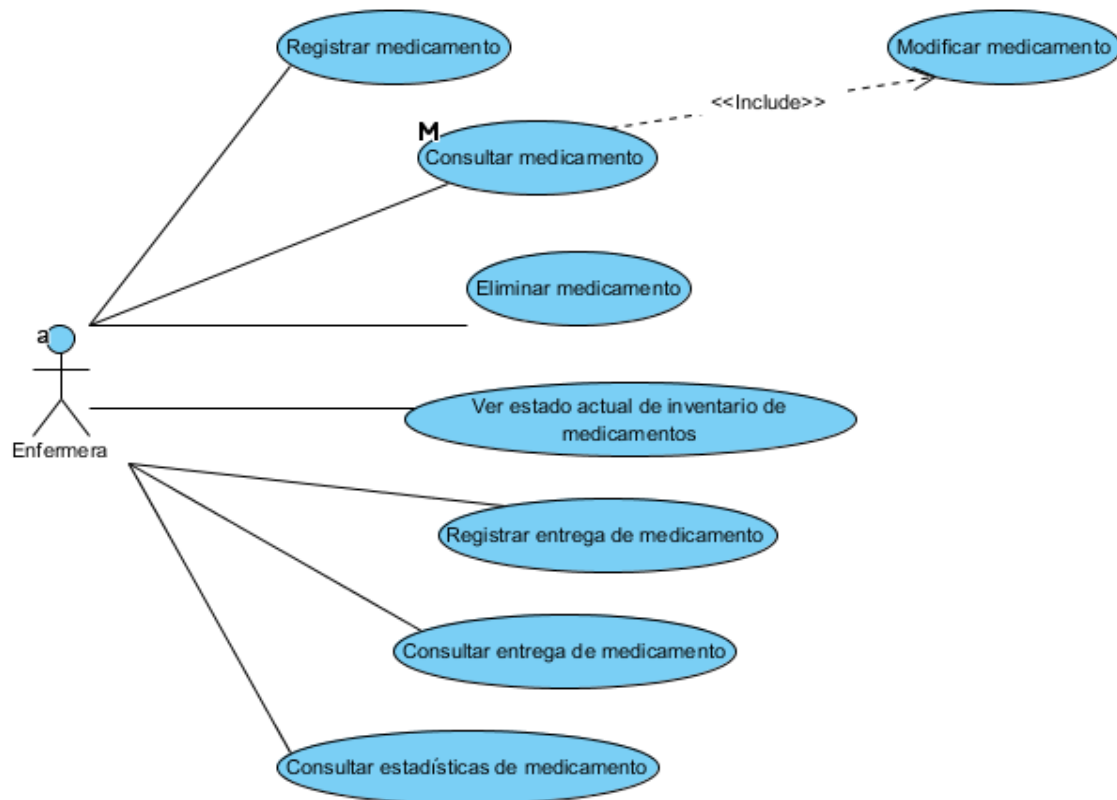 Registrar medicamento
Modificar medicamento
<<Include>>
M
Consultar medicamento
Eliminar medicamento
a
Enfermera
Ver estado actual de inventario de
medicamentos
Registrar entrega de medicamento
Consultar entrega de medicamento
Consultar estadísticas de medicamento